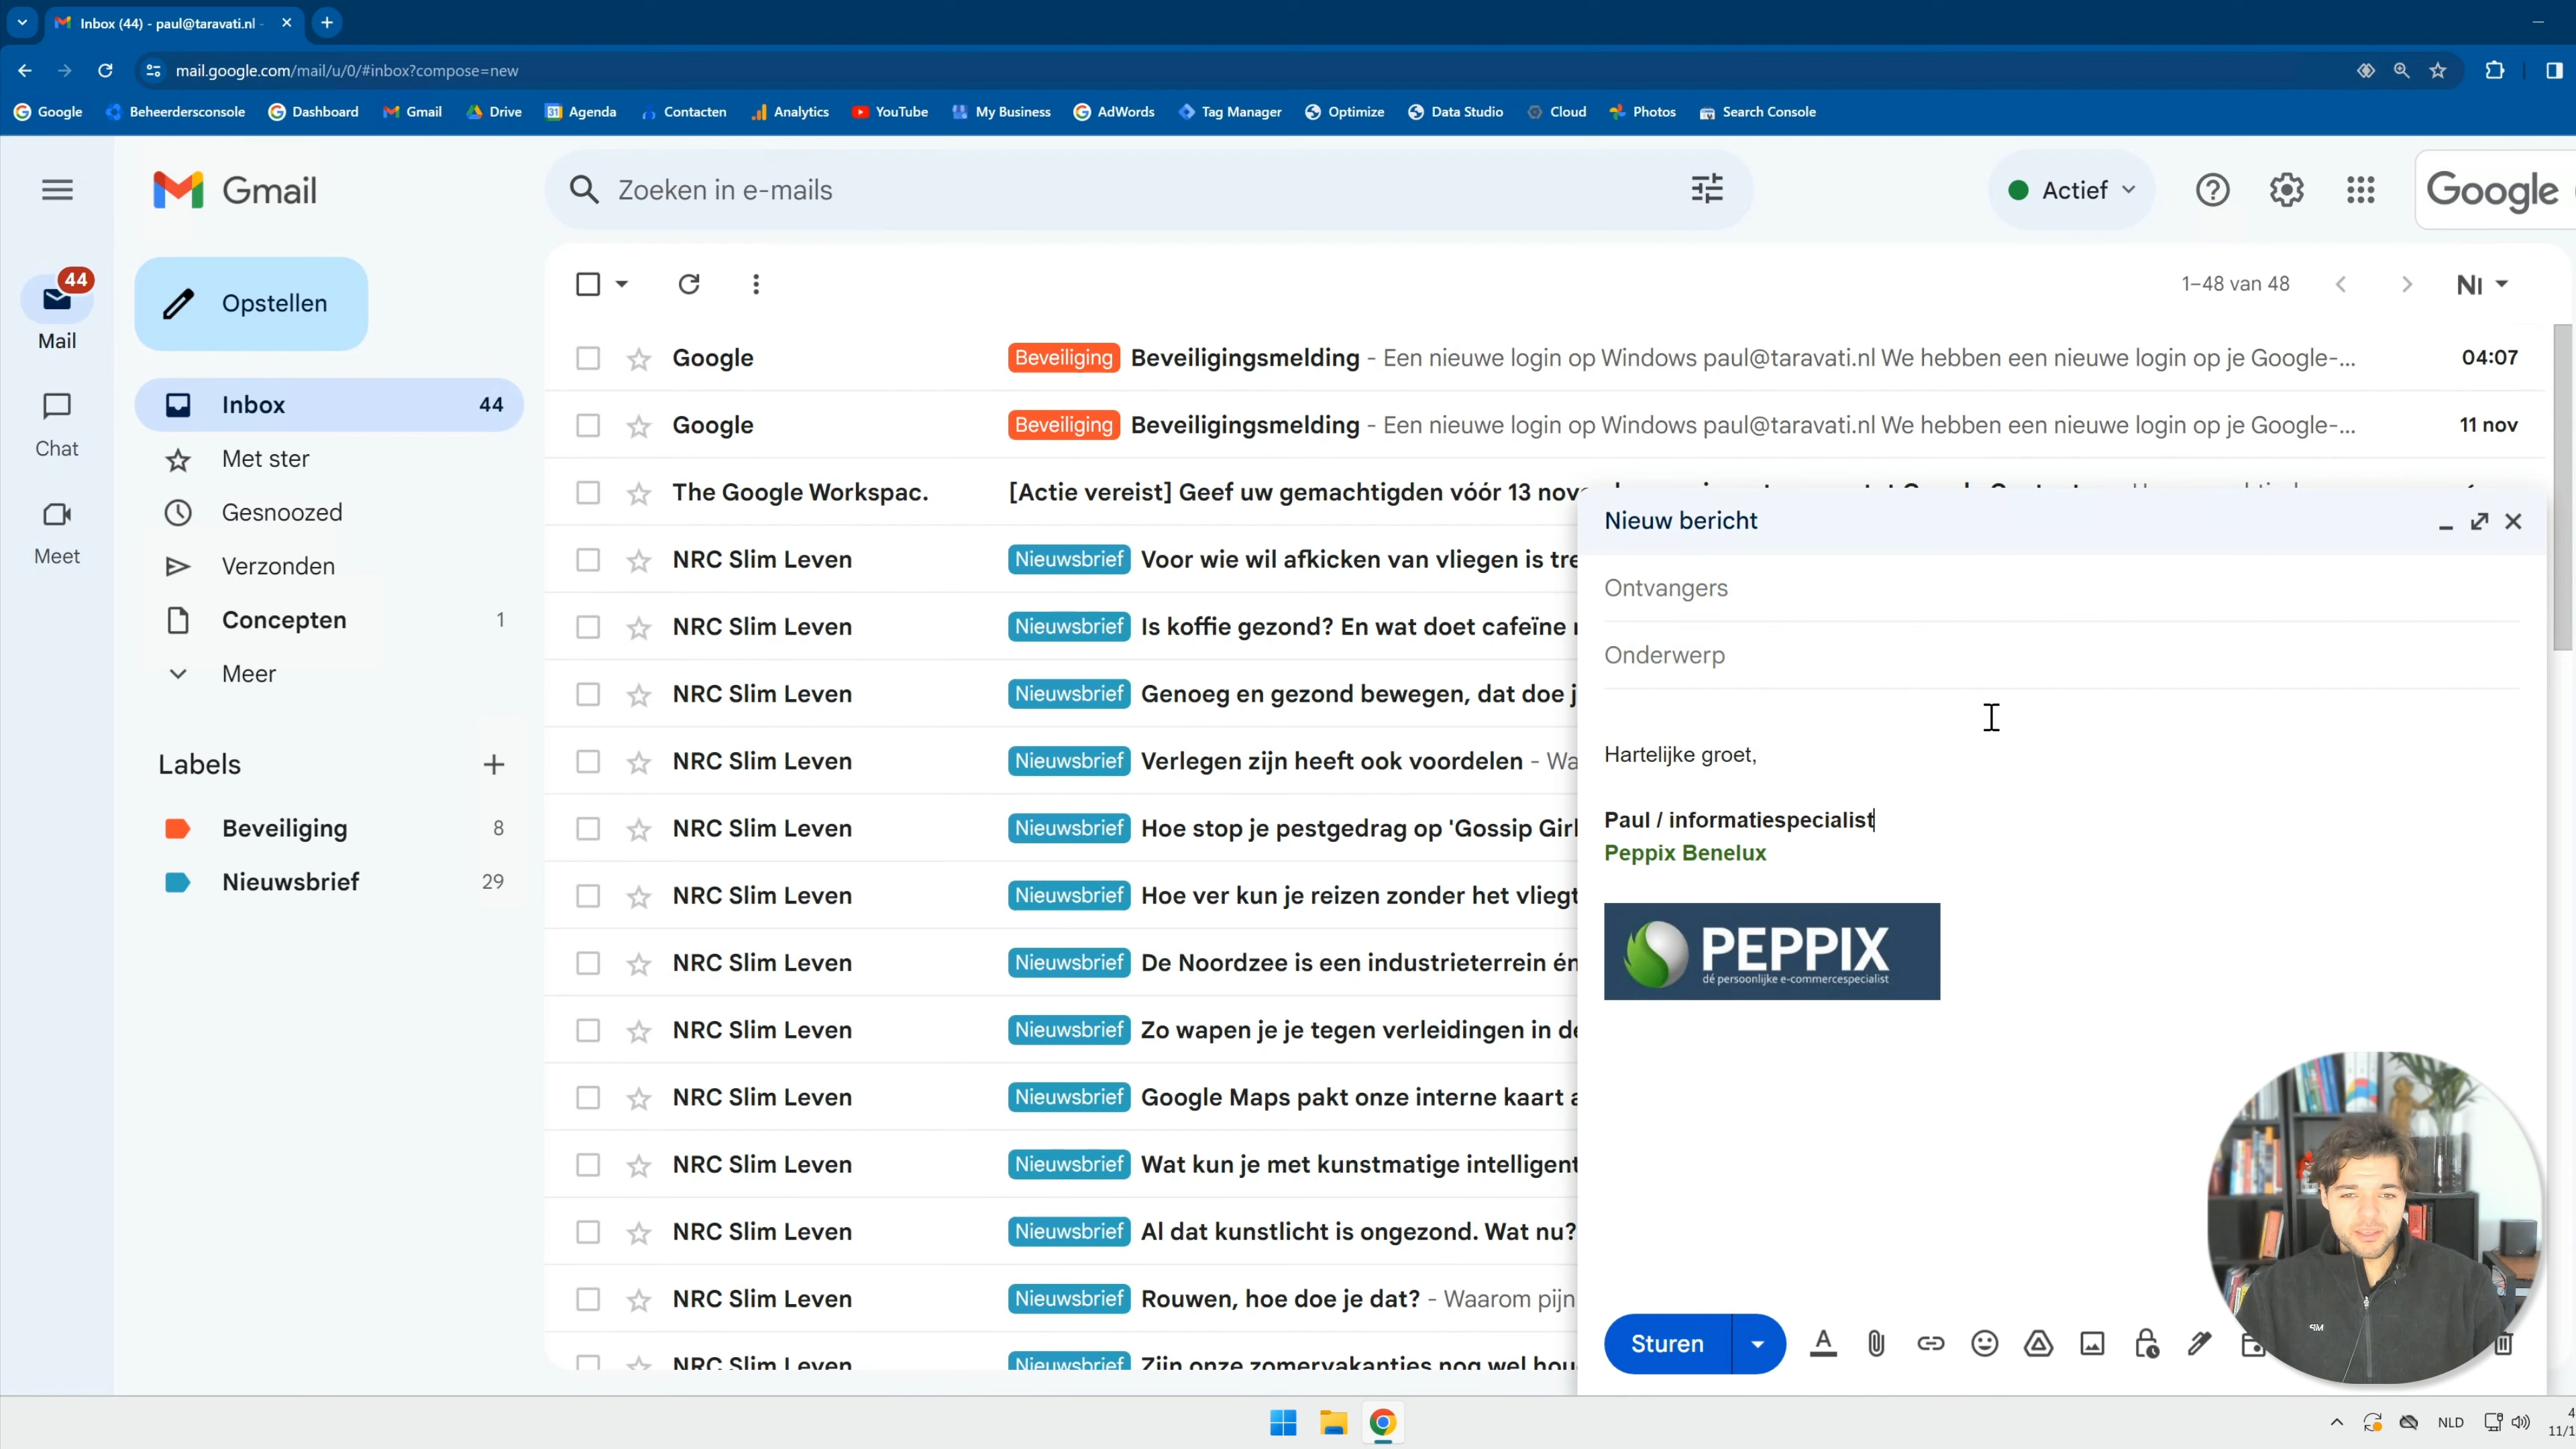 Inbox (44) - paul@taravati.nl -
mail.google.com/mail/u/0/#inbox?compose=new
Google Beheerdersconsole Dashboard Gmail Drive Agenda Contacten Analytics YouTube My Business AdWords Tag Manager Optimize Data Studio Cloud Photos Search Console
Gmail
Zoeken in e-mails
Actief
Google
44
Mail
Chat
Meet
Opstellen
Inbox 44
Met ster
Gesnoozed
Verzonden
Concepten 1
Meer
Labels
Beveiliging 8
Nieuwsbrief 29
1–48 van 48
Google Beveiliging Beveiligingsmelding - Een nieuwe login op Windows paul@taravati.nl We hebben een nieuwe login op je Google-... 04:07
Google Beveiliging Beveiligingsmelding - Een nieuwe login op Windows paul@taravati.nl We hebben een nieuwe login op je Google-... 11 nov
The Google Workspac. [Actie vereist] Geef uw gemachtigden vóór 13 nov
NRC Slim Leven Nieuwsbrief Voor wie wil afkicken van vliegen is tre
NRC Slim Leven Nieuwsbrief Is koffie gezond? En wat doet cafeïne
NRC Slim Leven Nieuwsbrief Genoeg en gezond bewegen, dat doe j
NRC Slim Leven Nieuwsbrief Verlegen zijn heeft ook voordelen - Wa
NRC Slim Leven Nieuwsbrief Hoe stop je pestgedrag op 'Gossip Girl
NRC Slim Leven Nieuwsbrief Hoe ver kun je reizen zonder het vliegt
NRC Slim Leven Nieuwsbrief De Noordzee is een industrieterrein én
NRC Slim Leven Nieuwsbrief Zo wapen je je tegen verleidingen in de
NRC Slim Leven Nieuwsbrief Google Maps pakt onze interne kaart a
NRC Slim Leven Nieuwsbrief Wat kun je met kunstmatige intelligent
NRC Slim Leven Nieuwsbrief Al dat kunstlicht is ongezond. Wat nu?
NRC Slim Leven Nieuwsbrief Rouwen, hoe doe je dat? - Waarom pijn
NRC Slim Leven Nieuwsbrief Zijn onze zomervakanties nog wel hou
Nieuw bericht
Ontvangers
Onderwerp
Hartelijke groet,
Paul / informatiespecialist
Peppix Benelux
PEPPIX
dé persoonlijke e-commercespecialist
Sturen
NLD